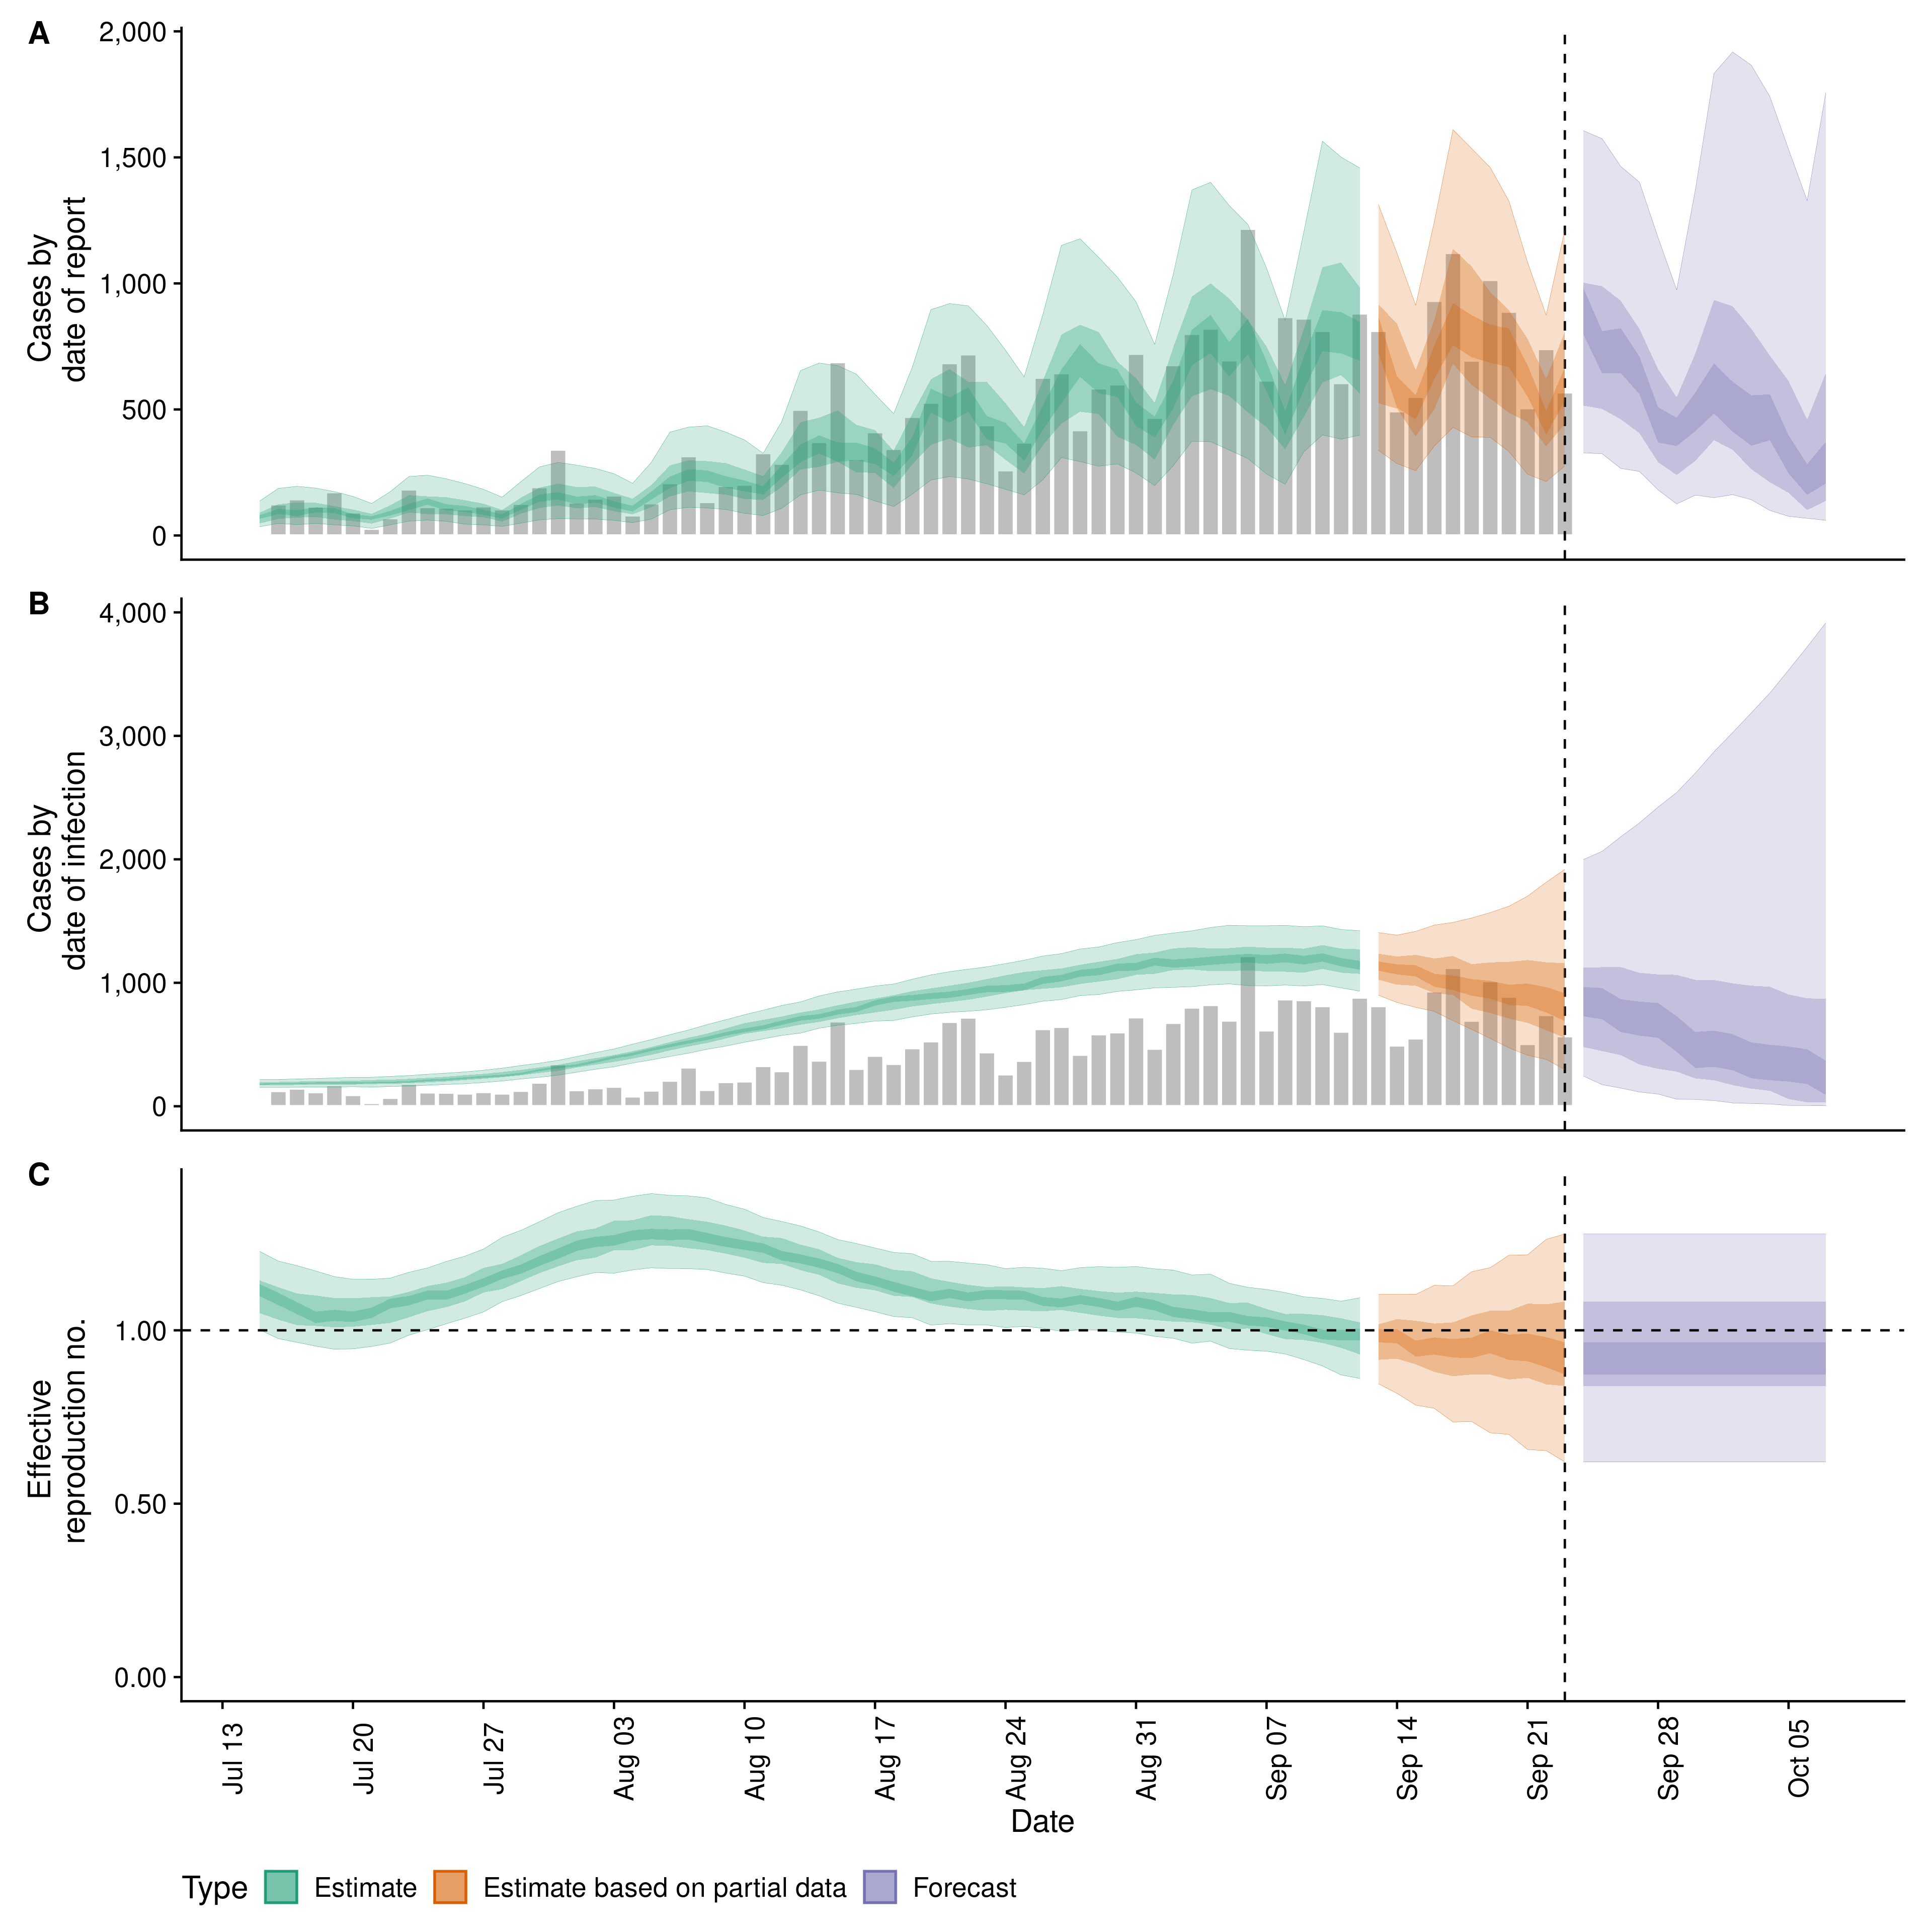 A
2,000
1,500
1,000
500
0
Cases by
date of report
B
4,000
3,000
2,000
1,000
0
Cases by
date of infection
C
1.00
0.50
0.00
Effective
reproduction no.
Jul 13
Jul 20
Jul 27
Aug 03
Aug 10
Aug 17
Aug 24
Aug 31
Sep 07
Sep 14
Sep 21
Sep 28
Oct 05
Date
Type Estimate Estimate based on partial data Forecast